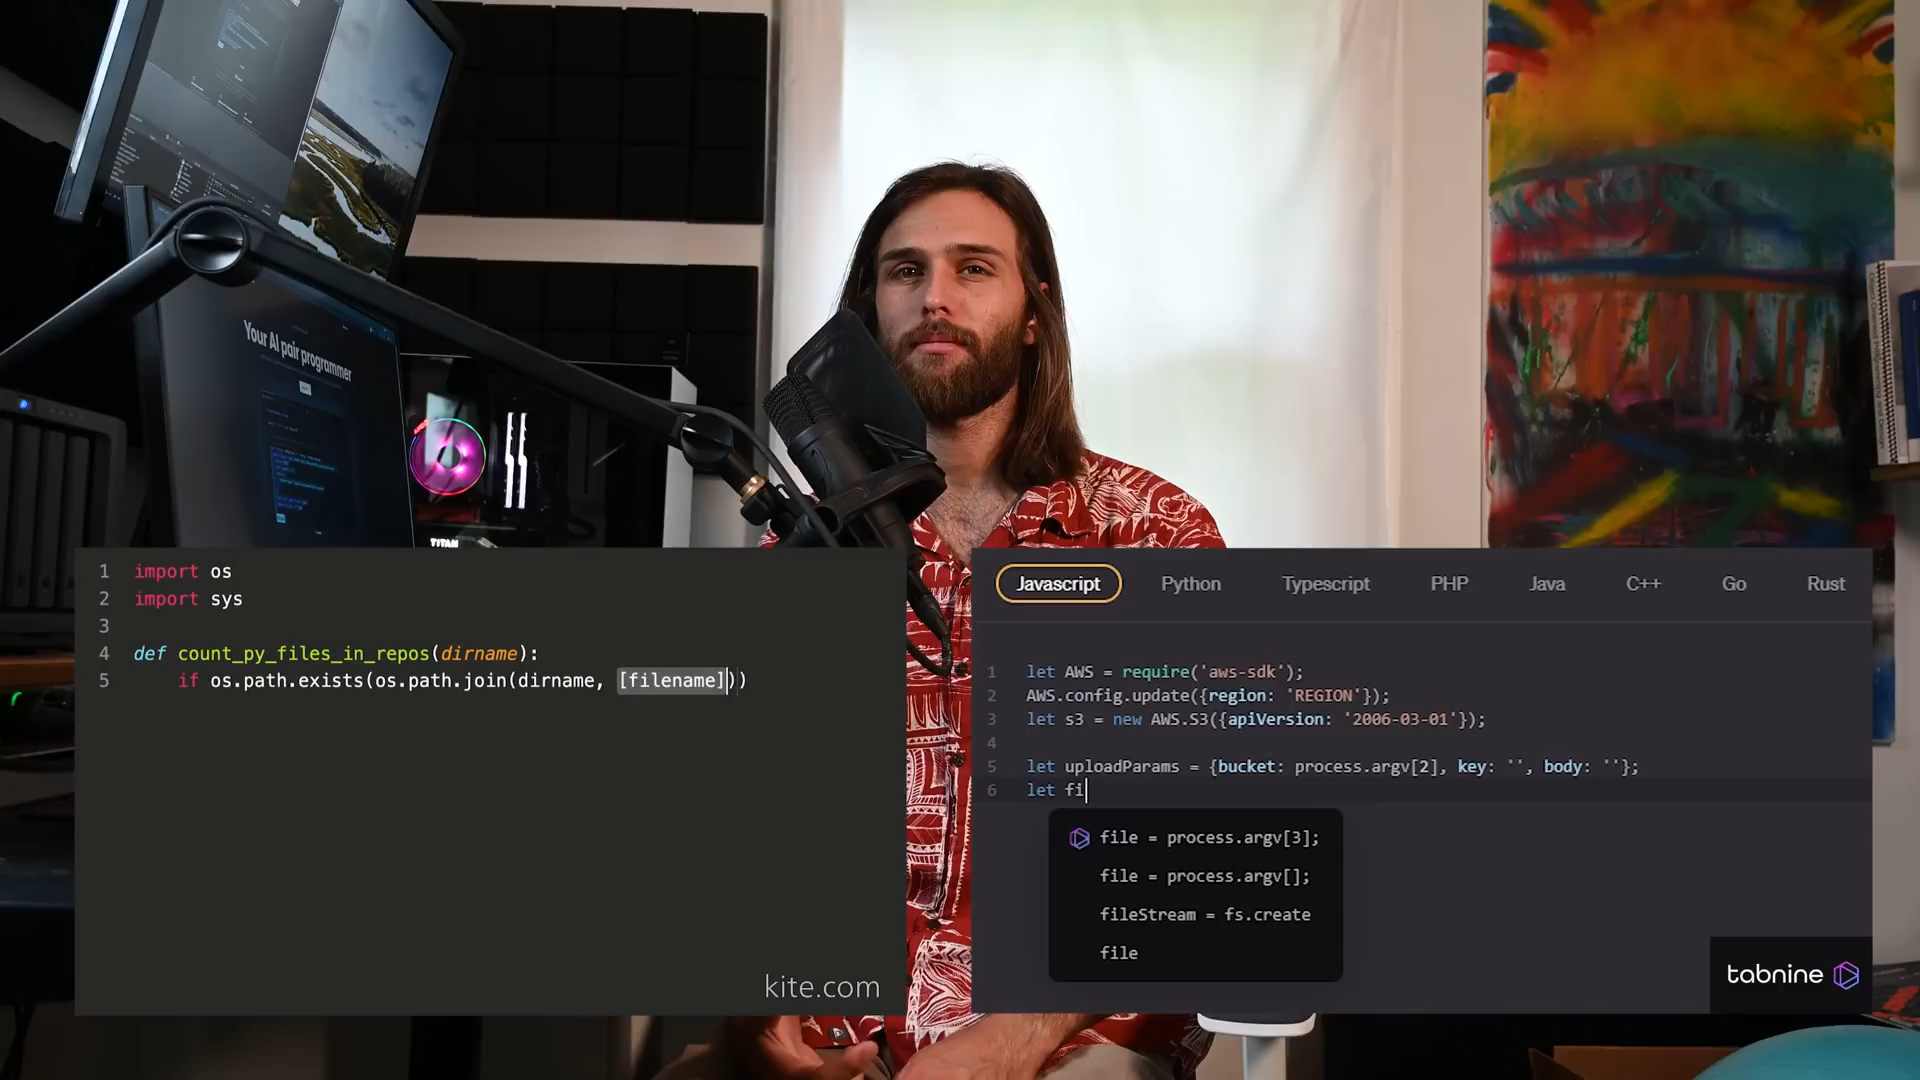 Your AI pair programmer
TITAN
1 import os
2 import sys
3
4 def count_py_files_in_repos(dirname):
5 if os.path.exists(os.path.join(dirname, [filename]))
kite.com
Javascript Python Typescript PHP Java C++ Go Rust
1 let AWS = require('aws-sdk');
2 AWS.config.update({region: 'REGION'});
3 let s3 = new AWS.S3({apiVersion: '2006-03-01'});
4
5 let uploadParams = {bucket: process.argv[2], key: '', body: ''};
6 let fi
file = process.argv[3];
file = process.argv[];
fileStream = fs.create
file
tabnine